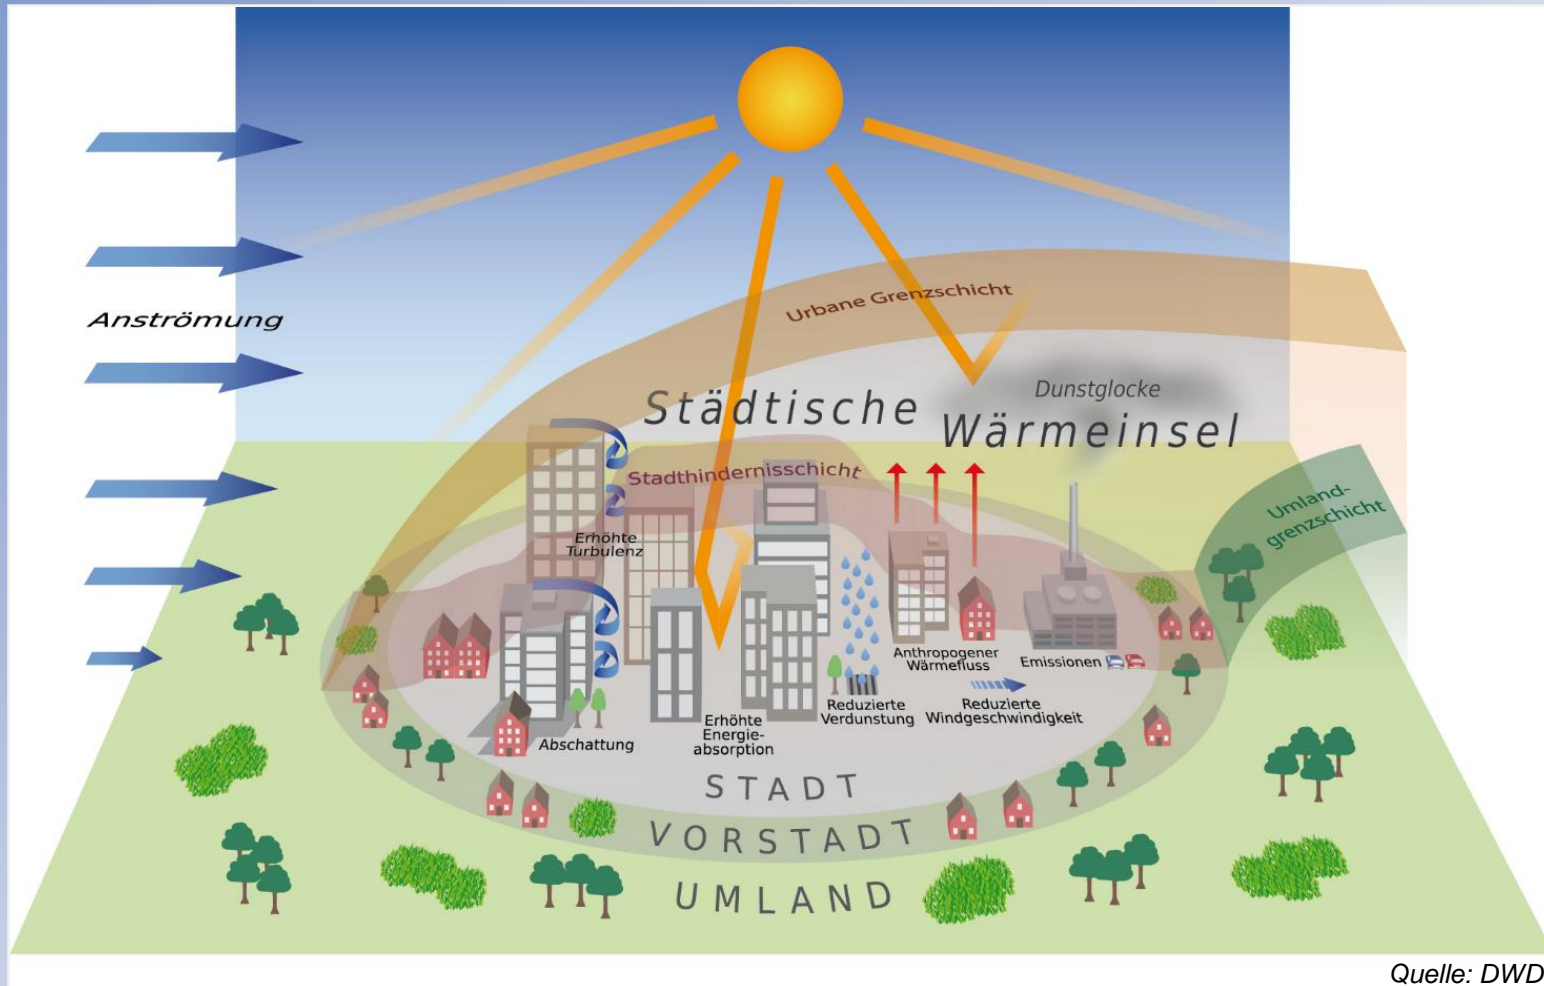 Anströmung
Urbane Grenzschicht
Städtische
Dunstglocke
Wärmeinsel
Stadthindernisschicht
Umland-
grenzschicht
Erhöhte
Turbulenz
Anthropogener
Wärmefluss
Emissionen
Reduzierte
Verdunstung
Reduzierte
Windgeschwindigkeit
Abschattung
Erhöhte
Energie-
absorption
STADT
VORSTADT
UMLAND
Quelle: DWD